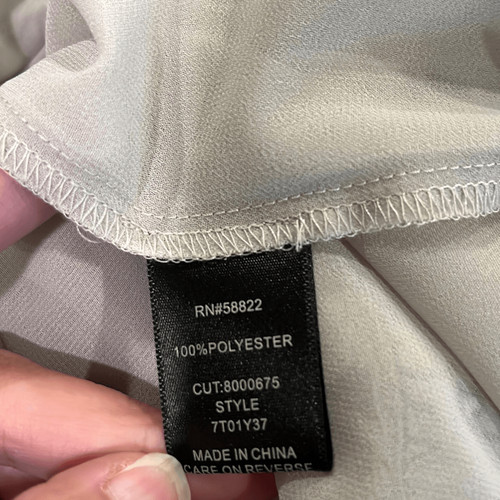 RN#58822
100%POLYESTER
CUT:8000675
STYLE
7T01Y37
MADE IN CHINA
CARE ON REVERSE